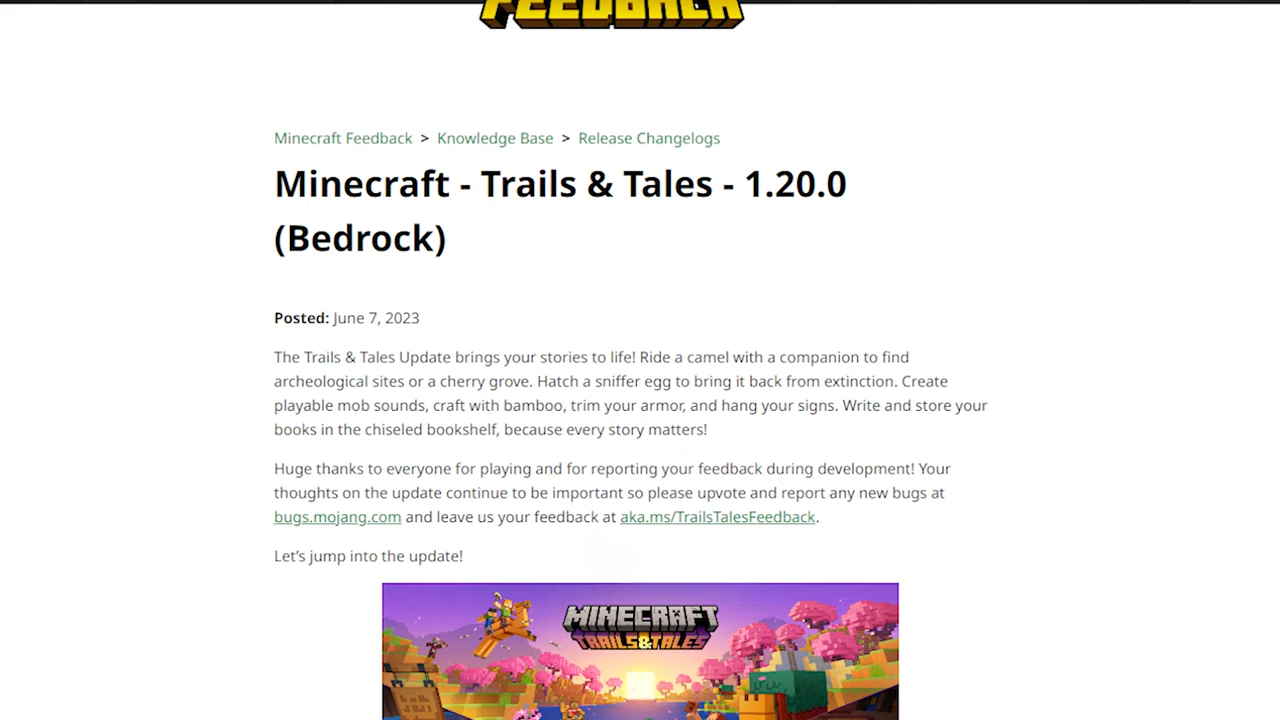 FEEDBACK
Minecraft Feedback > Knowledge Base > Release Changelogs
Minecraft - Trails & Tales - 1.20.0
(Bedrock)
Posted: June 7, 2023
The Trails & Tales Update brings your stories to life! Ride a camel with a companion to find
archeological sites or a cherry grove. Hatch a sniffer egg to bring it back from extinction. Create
playable mob sounds, craft with bamboo, trim your armor, and hang your signs. Write and store your
books in the chiseled bookshelf, because every story matters!
Huge thanks to everyone for playing and for reporting your feedback during development! Your
thoughts on the update continue to be important so please upvote and report any new bugs at
bugs.mojang.com and leave us your feedback at aka.ms/TrailsTalesFeedback.
Let’s jump into the update!
MINECRAFT
TRAILS & TALES